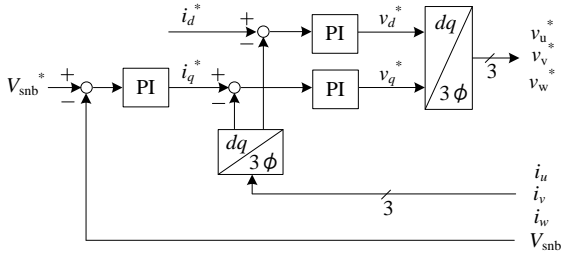 i_d^*
+
−
PI
v_d^*
dq
3ϕ
v_u^*
v_v^*
v_w^*
3
V_snb^*
+
−
PI
i_q^*
+
−
PI
v_q^*
dq
3ϕ
i_u
i_v
i_w
3
V_snb